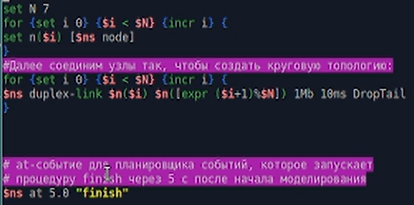 set N 7
for {set i 0} {$i < $N} {incr i} {
set n($i) [$ns node]
}
#Далее соединим узлы так, чтобы создать круговую топологию:
for {set i 0} {$i < $N} {incr i} {
$ns duplex-link $n($i) $n([expr ($i+1)%$N]) 1Mb 10ms DropTail
}
# at-событие для планировщика событий, которое запускает
# процедуру finish через 5 с после начала моделирования
$ns at 5.0 "finish"